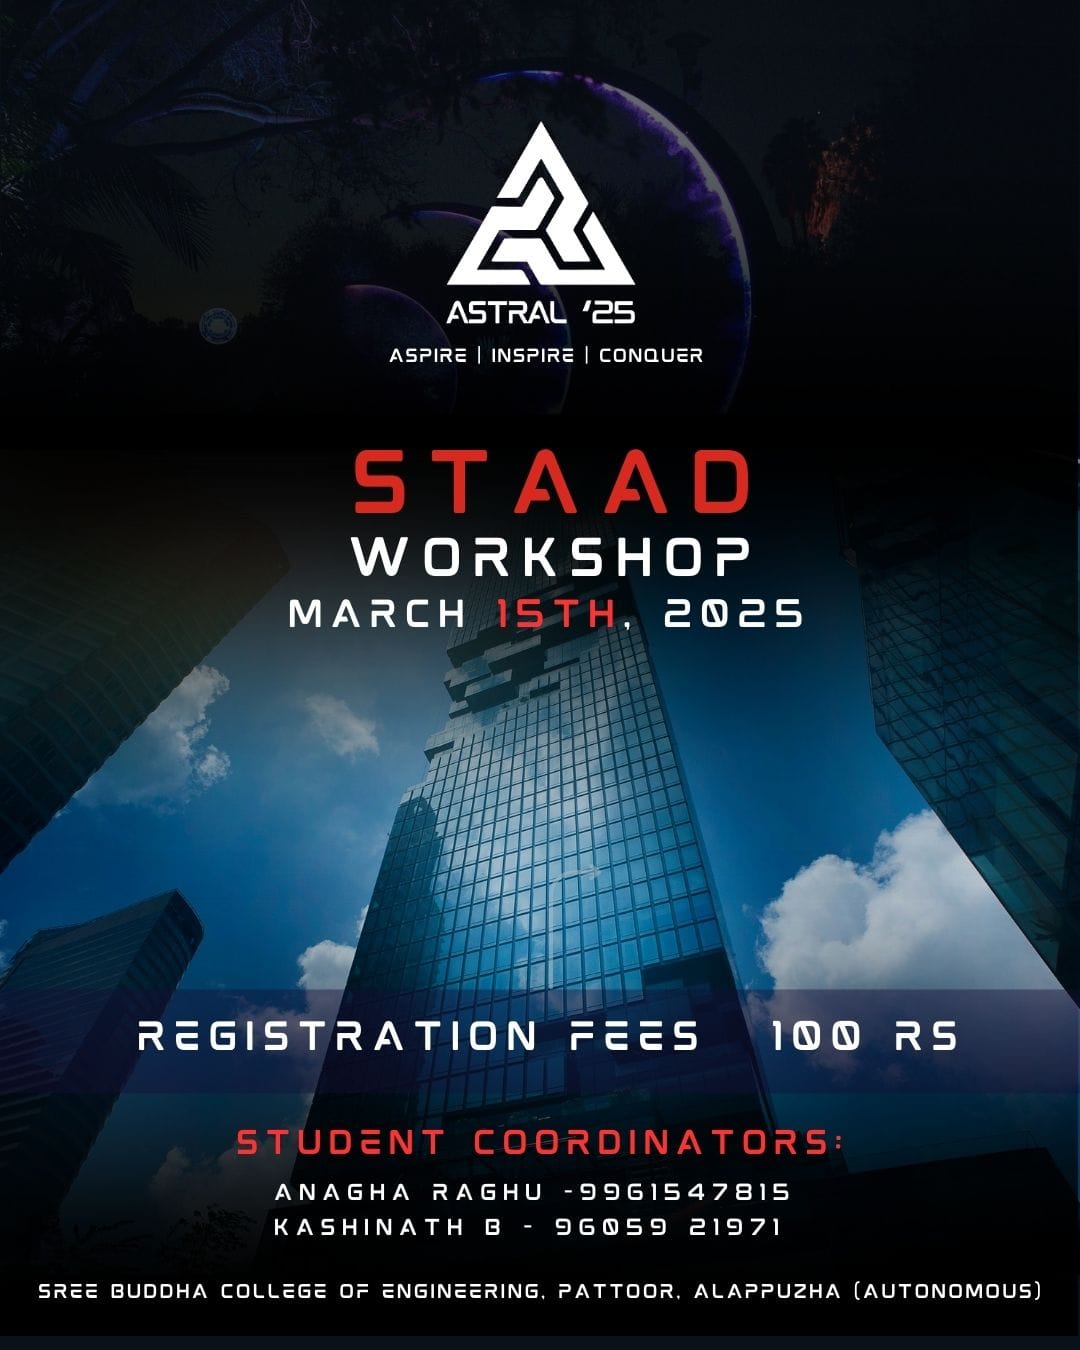 ASTRAL '25
ASPIRE | INSPIRE | CONQUER
STAAD
WORKSHOP
MARCH 15TH, 2025
REGISTRATION FEES 100 RS
STUDENT COORDINATORS:
ANAGHA RAGHU -9961547815
KASHINATH B - 96059 21971
SREE BUDDHA COLLEGE OF ENGINEERING, PATTOOR, ALAPPUZHA (AUTONOMOUS)